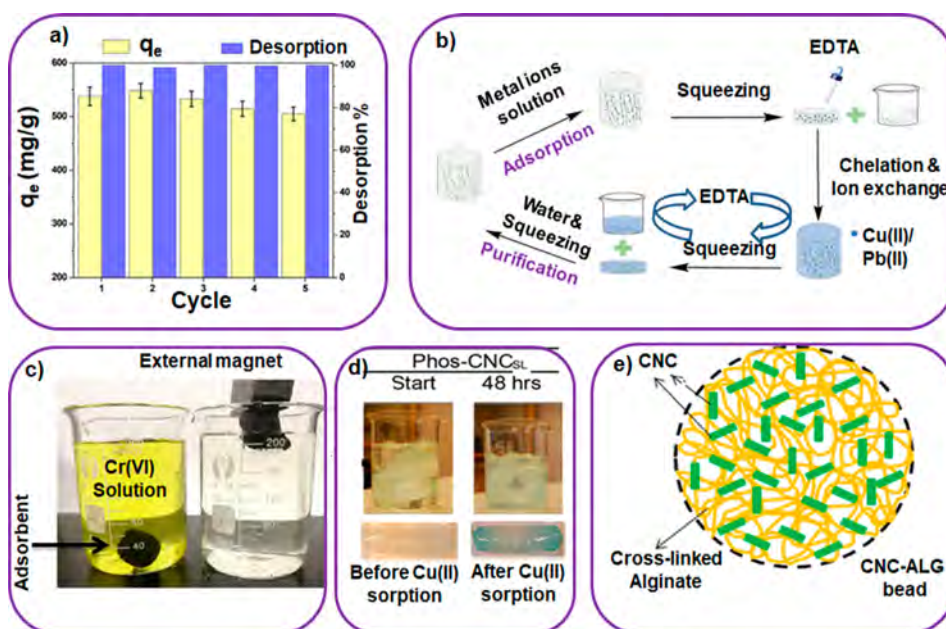 a)
qe
Desorption
600
500
400
300
200
qe (mg/g)
100
80
60
40
20
0
Desorption %
1 2 3 4 5
Cycle
b)
EDTA
Metal ions
solution
Adsorption
Squeezing
Chelation &
Ion exchange
Water&
Squeezing
Purification
EDTA
Squeezing
Cu(II)/
Pb(II)
c)
External magnet
Cr(VI)
Solution
Adsorbent
40
200
d)
Phos-CNCSL
Start 48 hrs
Before Cu(II)
sorption
After Cu(II)
sorption
e)
CNC
Cross-linked
Alginate
CNC-ALG
bead